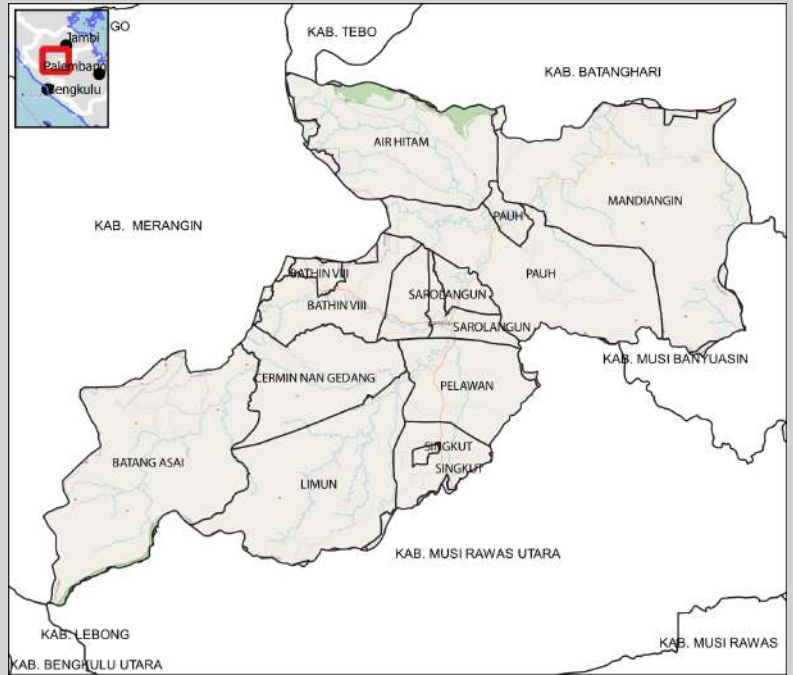 GO
Jambi
Palembang
Bengkulu
KAB. TEBO
KAB. BATANGHARI
AIR HITAM
MANDIANGIN
PAUH
KAB. MERANGIN
BATHIN VIII
PAUH
SAROLANGUN
BATHIN VIII
SAROLANGUN
KAB. MUSI BANYUASIN
CERMIN NAN GEDANG
PELAWAN
SINGKUT
BATANG ASAI
SINGKUT
LIMUN
KAB. MUSI RAWAS UTARA
KAB. LEBONG
KAB. MUSI RAWAS
KAB. BENGKULU UTARA